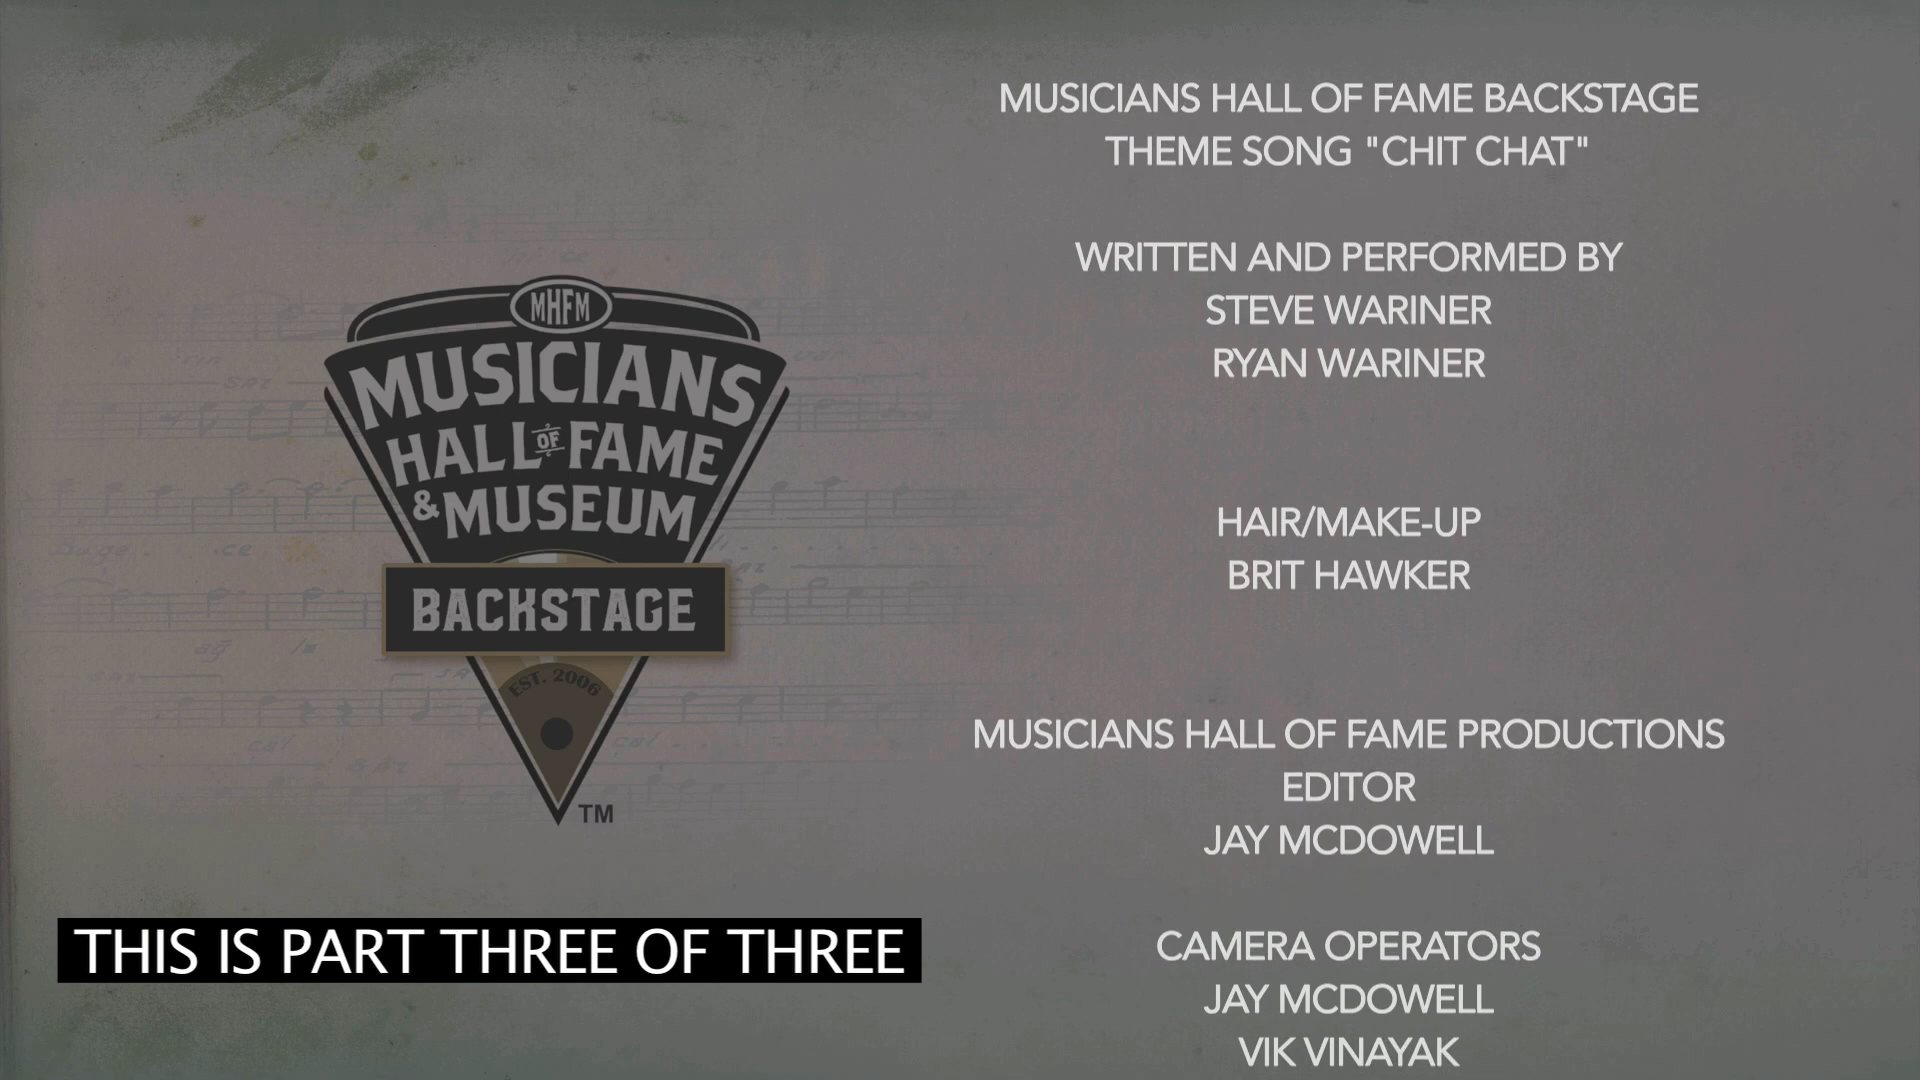 MHFM
MUSICIANS
HALL OF FAME
& MUSEUM
BACKSTAGE
EST. 2006
TM
THIS IS PART THREE OF THREE
MUSICIANS HALL OF FAME BACKSTAGE
THEME SONG "CHIT CHAT"
WRITTEN AND PERFORMED BY
STEVE WARINER
RYAN WARINER
HAIR/MAKE-UP
BRIT HAWKER
MUSICIANS HALL OF FAME PRODUCTIONS
EDITOR
JAY MCDOWELL
CAMERA OPERATORS
JAY MCDOWELL
VIK VINAYAK